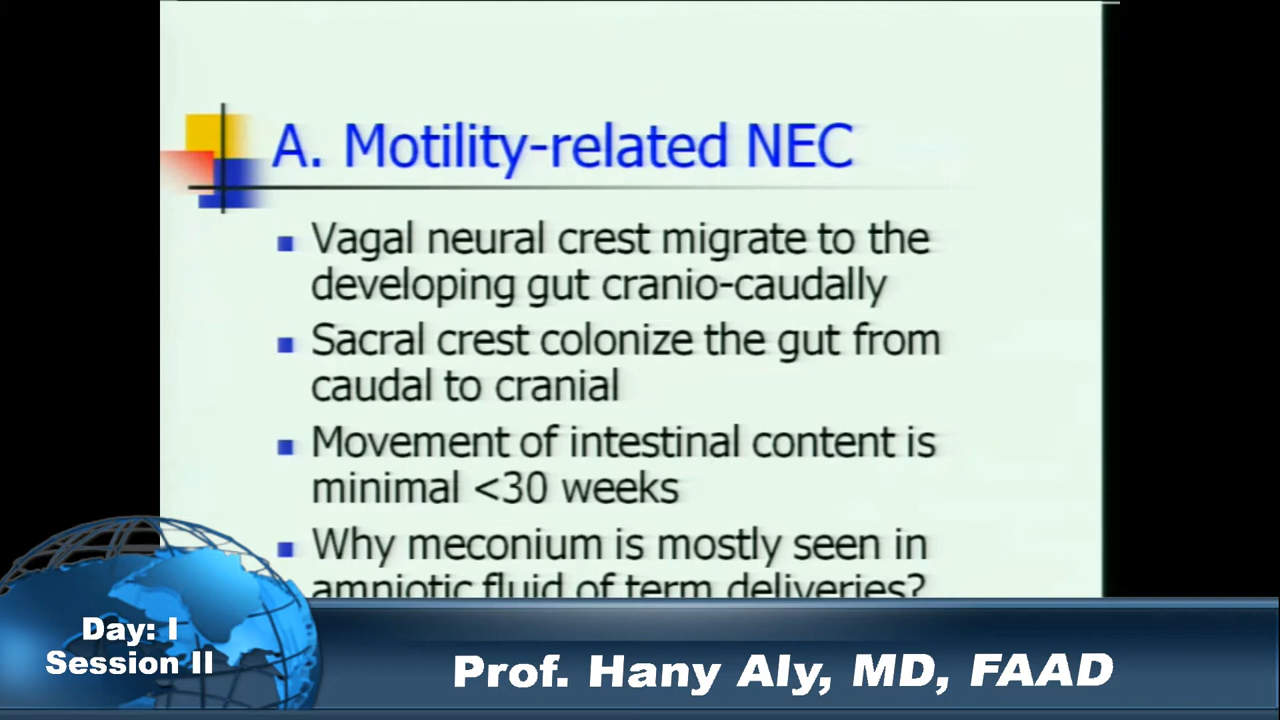 A. Motility-related NEC
Vagal neural crest migrate to the
developing gut cranio-caudally
Sacral crest colonize the gut from
caudal to cranial
Movement of intestinal content is
minimal <30 weeks
Why meconium is mostly seen in
amniotic fluid of term deliveries?
Day: I
Session II
Prof. Hany Aly, MD, FAAD